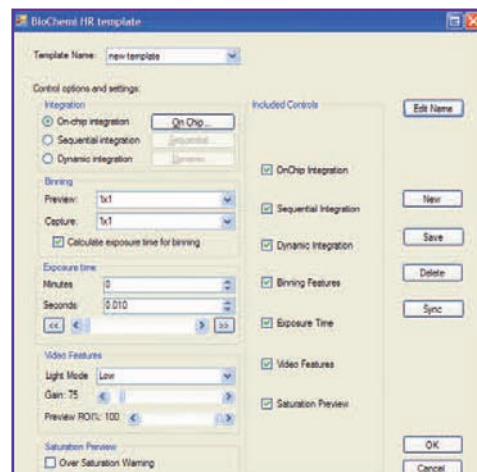 BioChemi HR template
Template Name: new template
Control options and settings:
Integration
On-chip integration On Chip...
Sequential integration Sequential...
Dynamic integration Dynamic...
Binning
Preview: 1x1
Capture: 1x1
Calculate exposure time for binning
Exposure time
Minutes 0
Seconds: 0.010
<< >>
Video Features
Light Mode Low
Gain: 75
Preview ROI%: 100
Saturation Preview
Over Saturation Warning
Included Controls
OnChip Integration
Sequential Integration
Dynamic Integration
Binning Features
Exposure Time
Video Features
Saturation Preview
Edit Name
New
Save
Delete
Sync
OK
Cancel